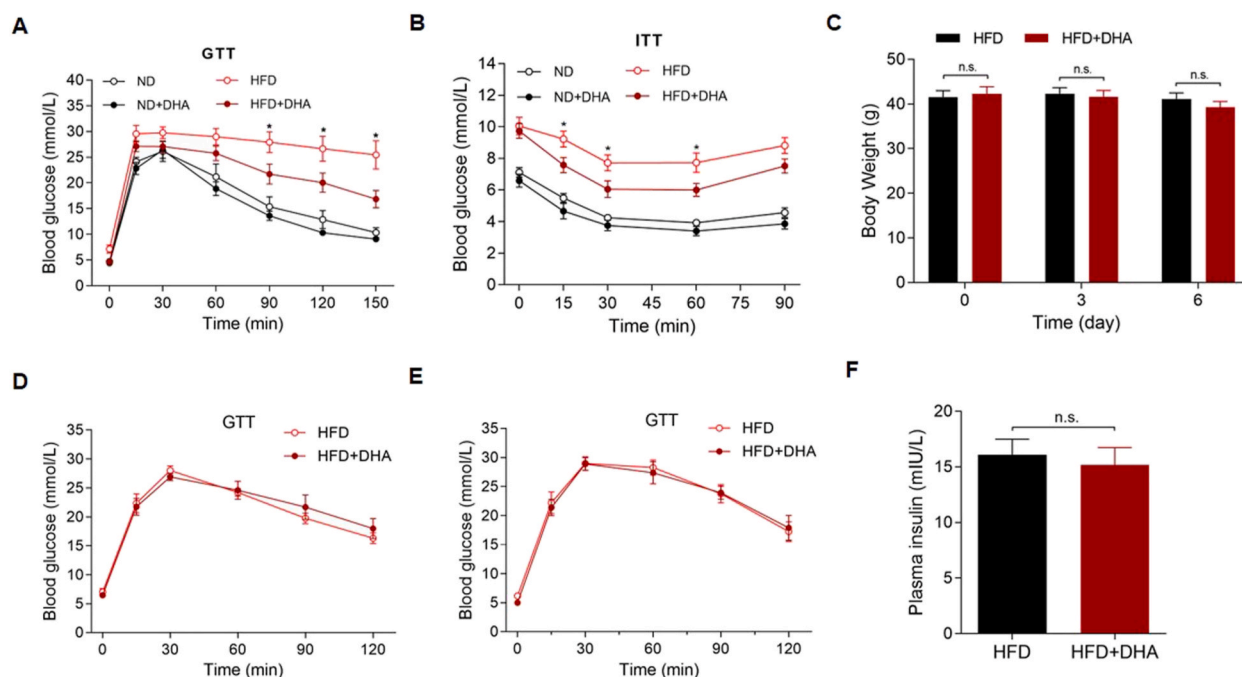 A
GTT
ND
HFD
ND+DHA
HFD+DHA
Blood glucose (mmol/L)
40
35
30
25
20
15
10
5
0
* * *
0 30 60 90 120 150
Time (min)
B
ITT
ND
HFD
ND+DHA
HFD+DHA
Blood glucose (mmol/L)
14
12
10
8
6
4
2
0
* * *
0 15 30 45 60 75 90
Time (min)
C
HFD HFD+DHA
Body Weight (g)
50
40
30
20
10
0
n.s. n.s. n.s.
0 3 6
Time (day)
D
GTT
HFD
HFD+DHA
Blood glucose (mmol/L)
35
30
25
20
15
10
5
0
0 30 60 90 120
Time (min)
E
GTT
HFD
HFD+DHA
Blood glucose (mmol/L)
35
30
25
20
15
10
5
0
0 30 60 90 120
Time (min)
F
Plasma insulin (mIU/L)
20
15
10
5
0
n.s.
HFD HFD+DHA